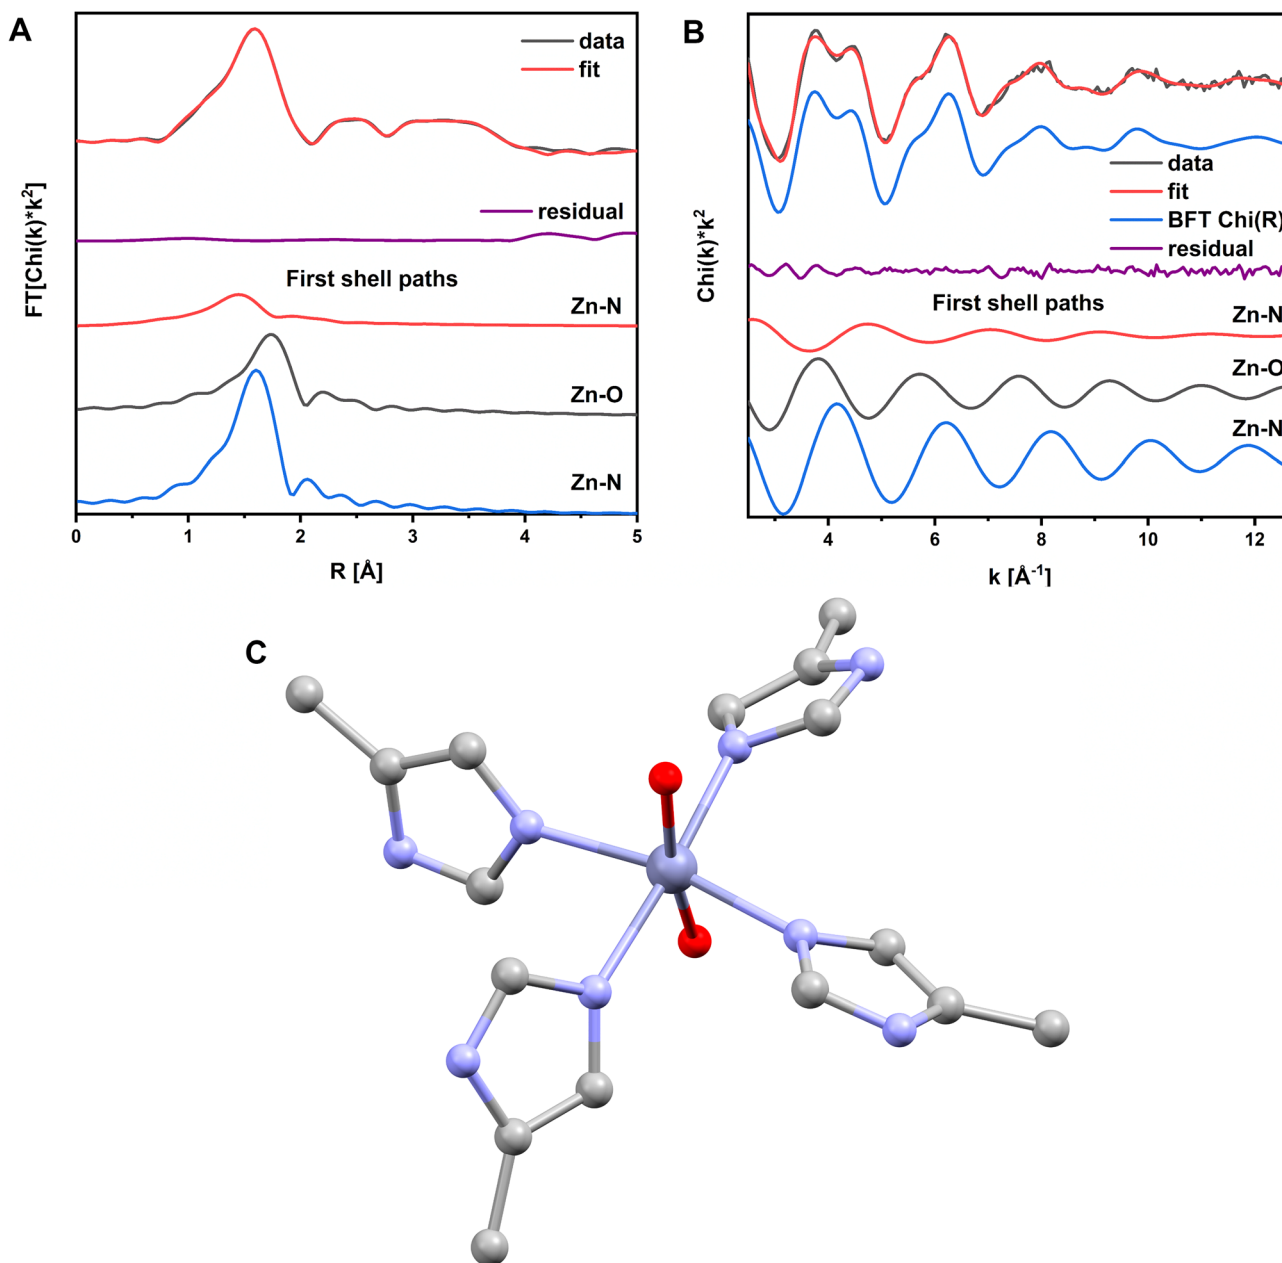 A
data
fit
residual
First shell paths
Zn-N
Zn-O
Zn-N
FT[Chi(k)*k²]
0 1 2 3 4 5
R [Å]
B
data
fit
BFT Chi(R)
residual
First shell paths
Zn-N
Zn-O
Zn-N
Chi(k)*k²
4 6 8 10 12
k [Å⁻¹]
C